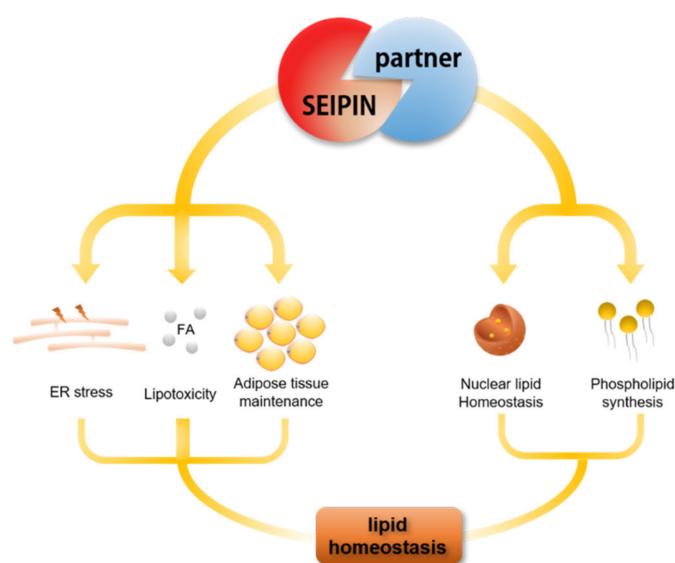 partner
SEIPIN
FA
ER stress
Lipotoxicity
Adipose tissue
maintenance
Nuclear lipid
Homeostasis
Phospholipid
synthesis
lipid
homeostasis